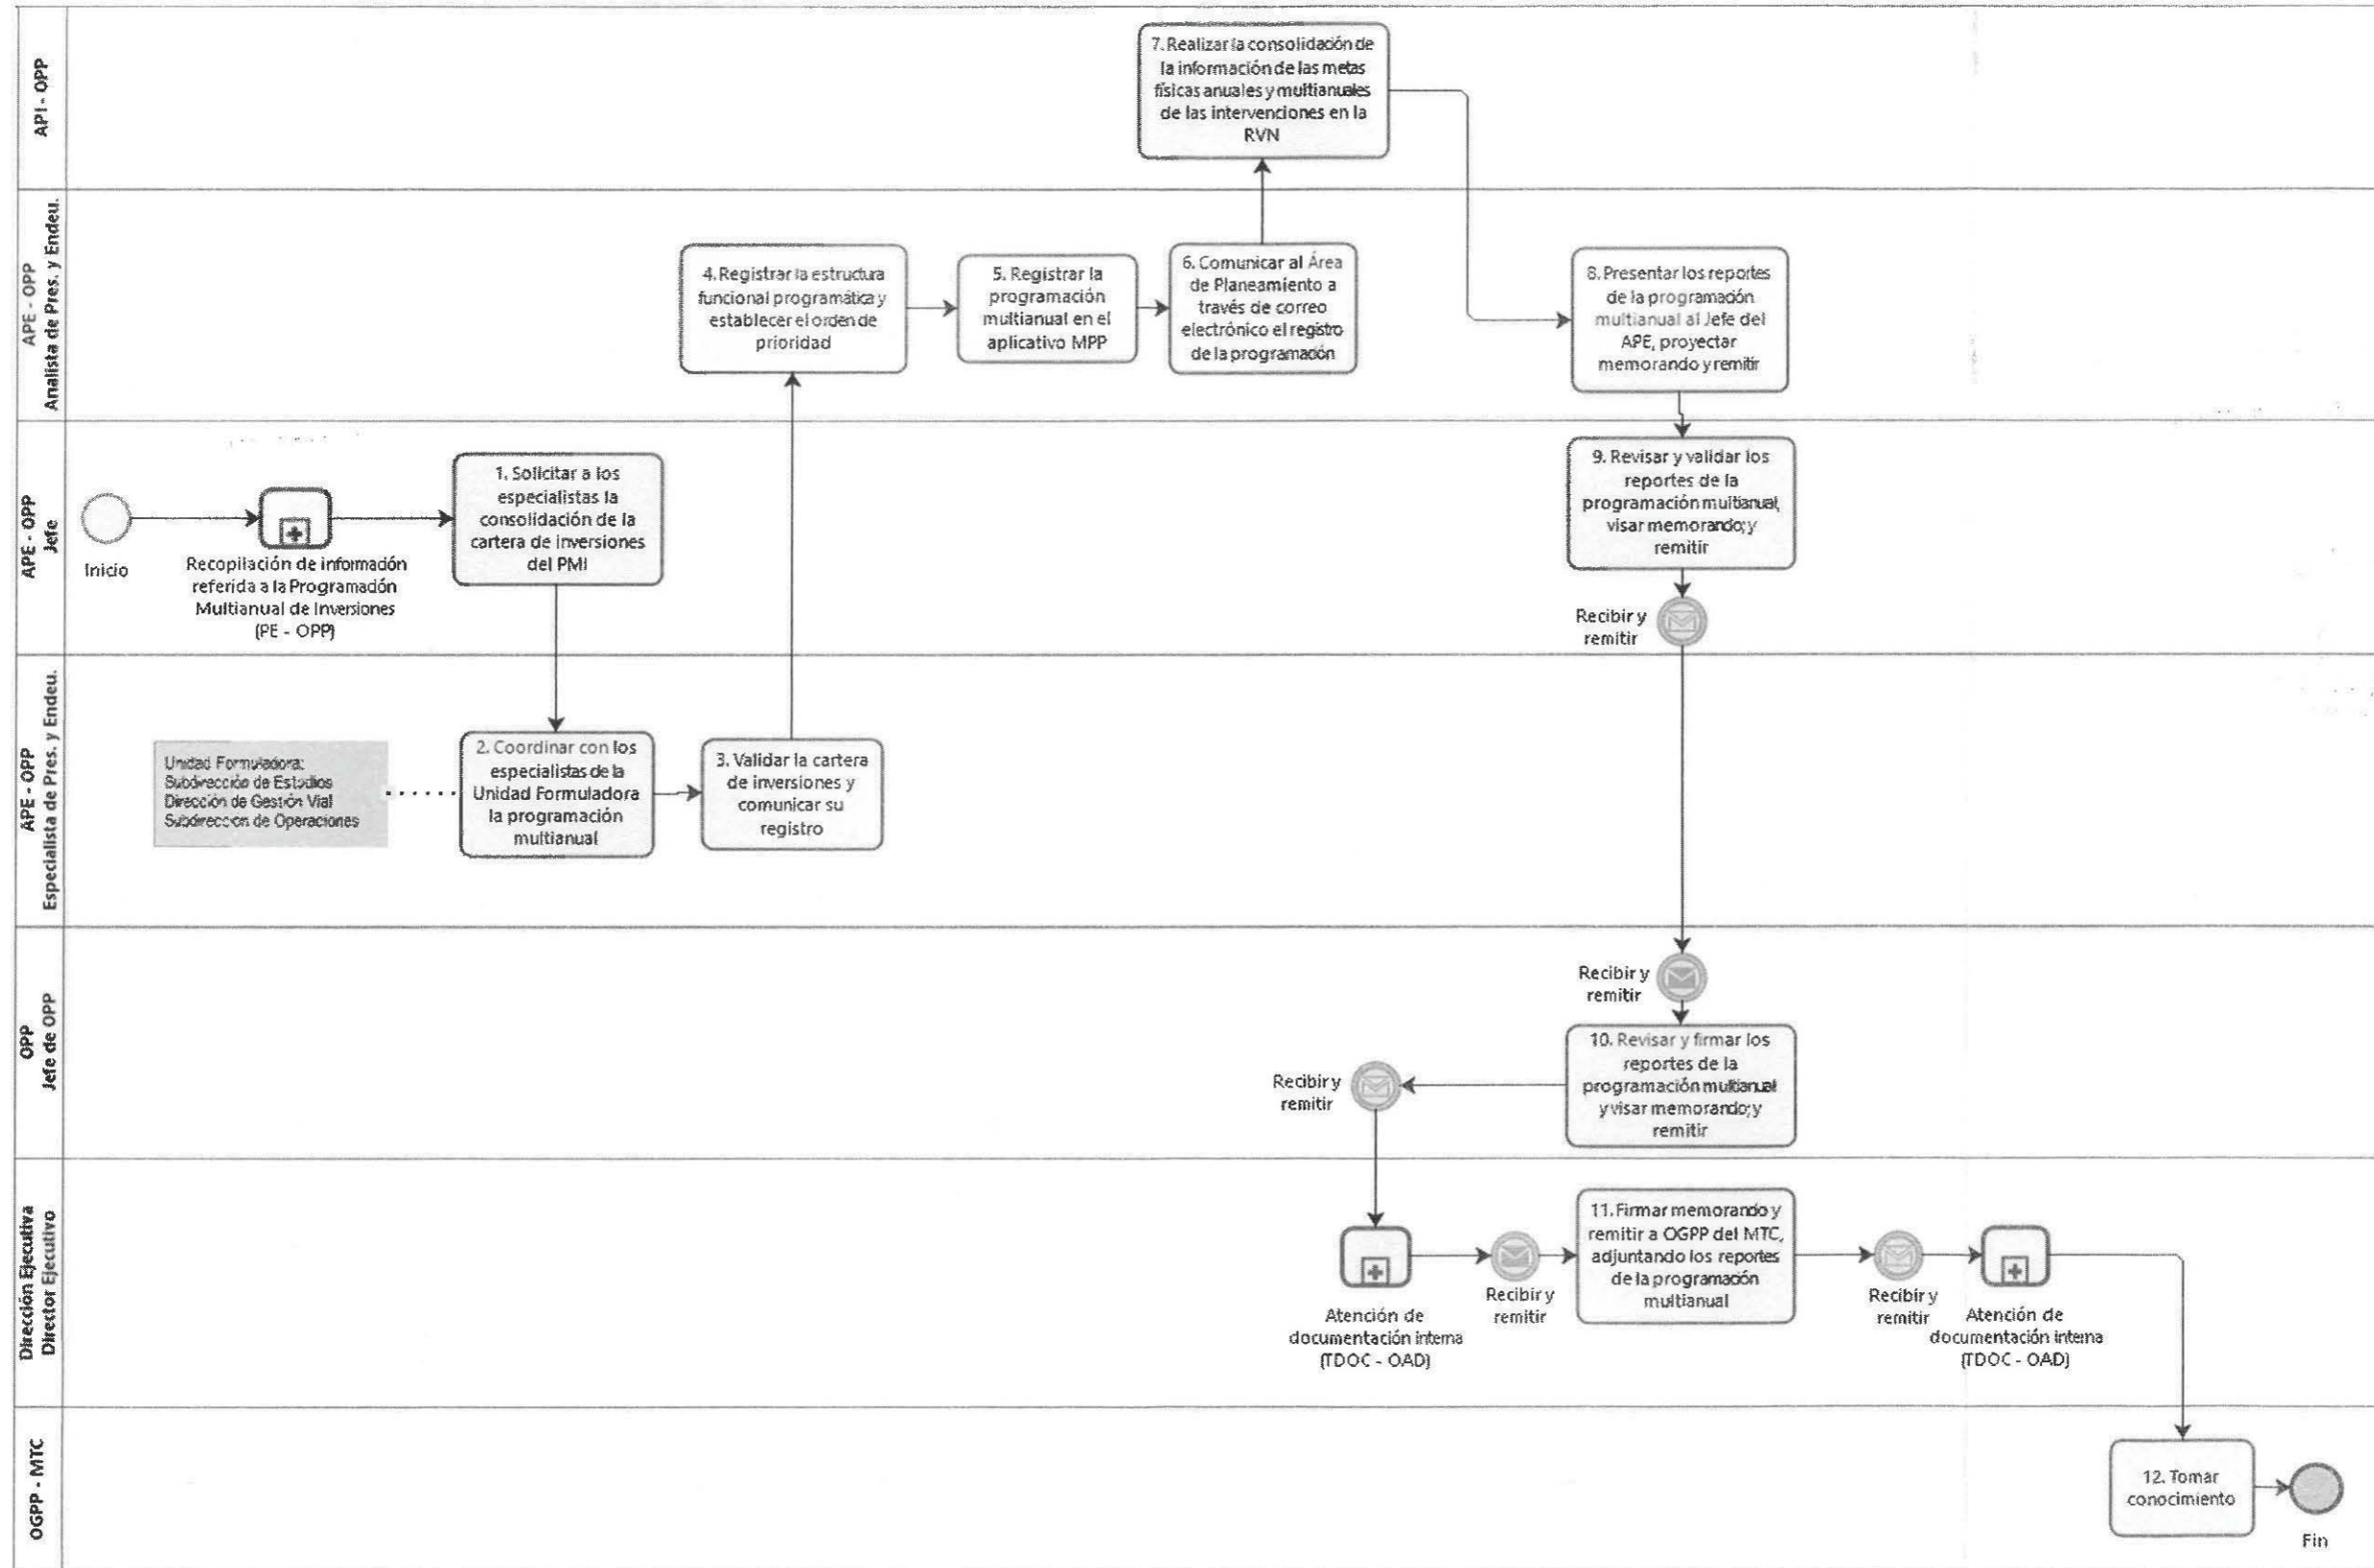 API - OPP
7. Realizar la consolidación de
la información de las metas
físicas anuales y multianuales
de las intervenciones en la
RVN
APE - OPP
Analista de Pres. y Endeu.
4. Registrar la estructura
funcional programática y
establecer el orden de
prioridad
5. Registrar la
programación
multianual en el
aplicativo MPP
6. Comunicar al Área
de Planeamiento a
través de correo
electrónico el registro
de la programación
8. Presentar los reportes
de la programación
multianual al Jefe del
APE, proyectar
memorando y remitir
APE - OPP
Jefe
Inicio
Recopilación de información
referida a la Programación
Multianual de Inversiones
(PE - OPP)
1. Solicitar a los
especialistas la
consolidación de la
cartera de inversiones
del PMI
9. Revisar y validar los
reportes de la
programación multianual,
visar memorando; y
remitir
Recibir y
remitir
APE - OPP
Especialista de Pres. y Endeu.
Unidad Formuladora:
Subdirección de Estudios
Dirección de Gestión Vial
Subdirección de Operaciones
2. Coordinar con los
especialistas de la
Unidad Formuladora
la programación
multianual
3. Validar la cartera
de inversiones y
comunicar su
registro
OPP
Jefe de OPP
Recibir y
remitir
10. Revisar y firmar los
reportes de la
programación multianual
y visar memorando; y
remitir
Recibir y
remitir
Dirección Ejecutiva
Director Ejecutivo
Atención de
documentación interna
(TDOC - OAD)
Recibir y
remitir
11. Firmar memorando y
remitir a OGPP del MTC,
adjuntando los reportes
de la programación
multianual
Recibir y
remitir
Atención de
documentación interna
(TDOC - OAD)
OGPP - MTC
12. Tomar
conocimiento
Fin